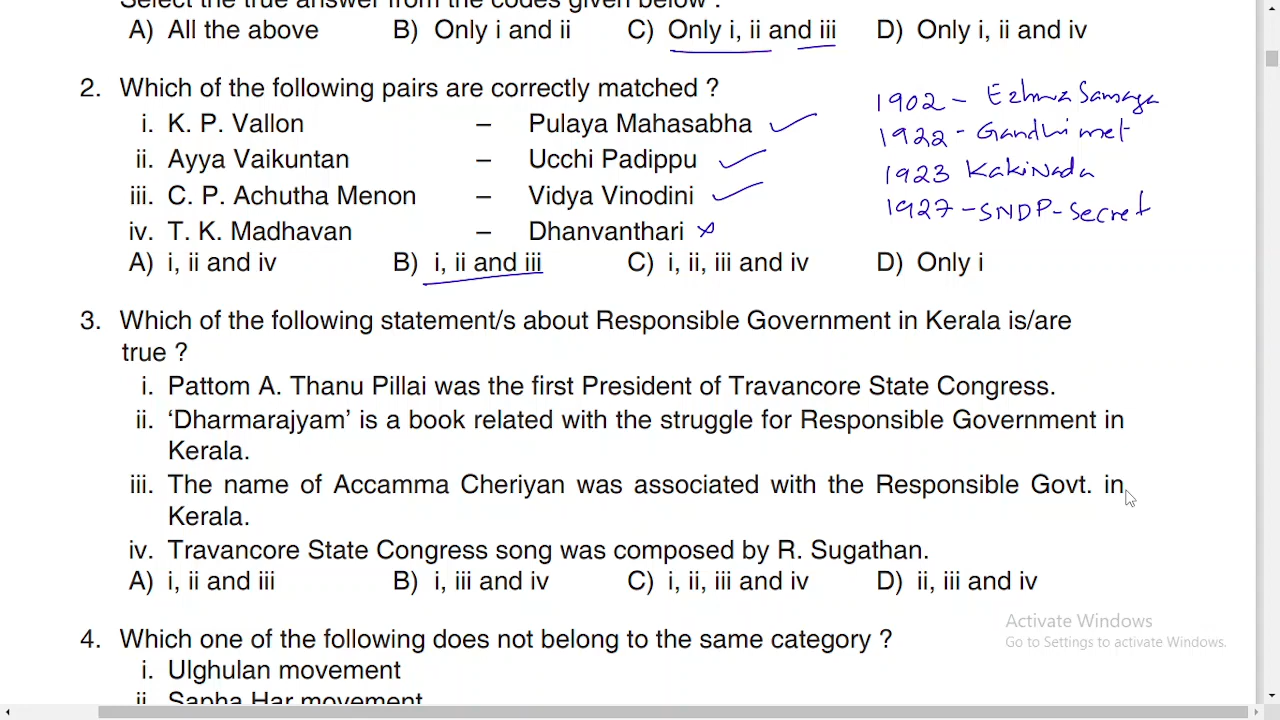 Select the true answer from the codes given below :
A) All the above B) Only i and ii C) Only i, ii and iii D) Only i, ii and iv
2. Which of the following pairs are correctly matched ?
i. K. P. Vallon – Pulaya Mahasabha
ii. Ayya Vaikuntan – Ucchi Padippu
iii. C. P. Achutha Menon – Vidya Vinodini
iv. T. K. Madhavan – Dhanvanthari
A) i, ii and iv B) i, ii and iii C) i, ii, iii and iv D) Only i
1902 –
1922 - Gandhi met
1923 Kakinada
1927 – SNDP – Secret
3. Which of the following statement/s about Responsible Government in Kerala is/are
true ?
i. Pattom A. Thanu Pillai was the first President of Travancore State Congress.
ii. ‘Dharmarajyam’ is a book related with the struggle for Responsible Government in
Kerala.
iii. The name of Accamma Cheriyan was associated with the Responsible Govt. in
Kerala.
iv. Travancore State Congress song was composed by R. Sugathan.
A) i, ii and iii B) i, iii and iv C) i, ii, iii and iv D) ii, iii and iv
4. Which one of the following does not belong to the same category ?
i. Ulghulan movement
ii. Sapha Har movement
Activate Windows
Go to Settings to activate Windows.